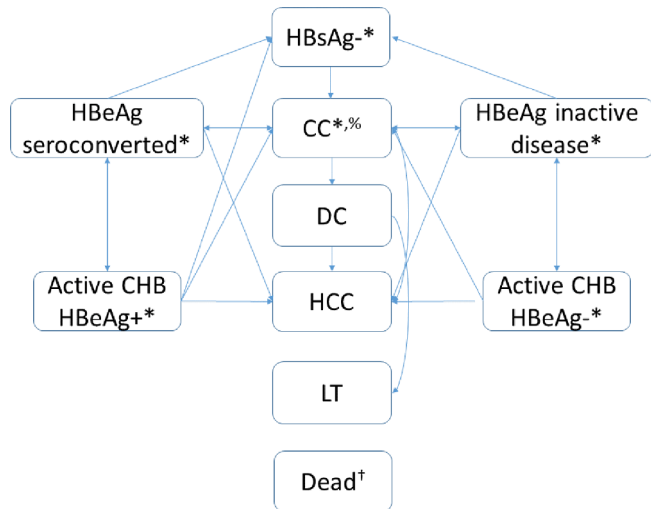 HBsAg-*
HBeAg
seroconverted*
CC*,%
HBeAg inactive
disease*
DC
Active CHB
HBeAg+*
HCC
Active CHB
HBeAg-*
LT
Dead†